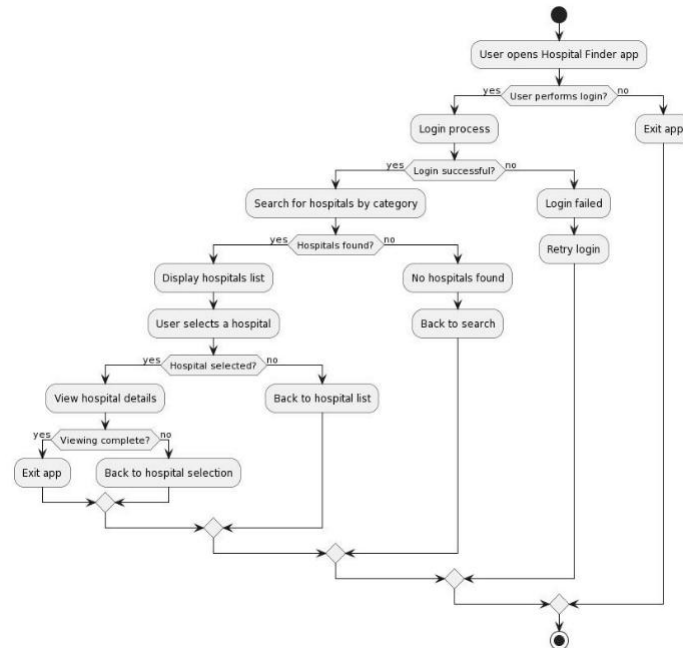 User opens Hospital Finder app
yes
User performs login?
no
Login process
Exit app
yes
Login successful?
no
Search for hospitals by category
Login failed
yes
Hospitals found?
no
Retry login
Display hospitals list
No hospitals found
User selects a hospital
Back to search
yes
Hospital selected?
no
View hospital details
Back to hospital list
yes
Viewing complete?
no
Exit app
Back to hospital selection